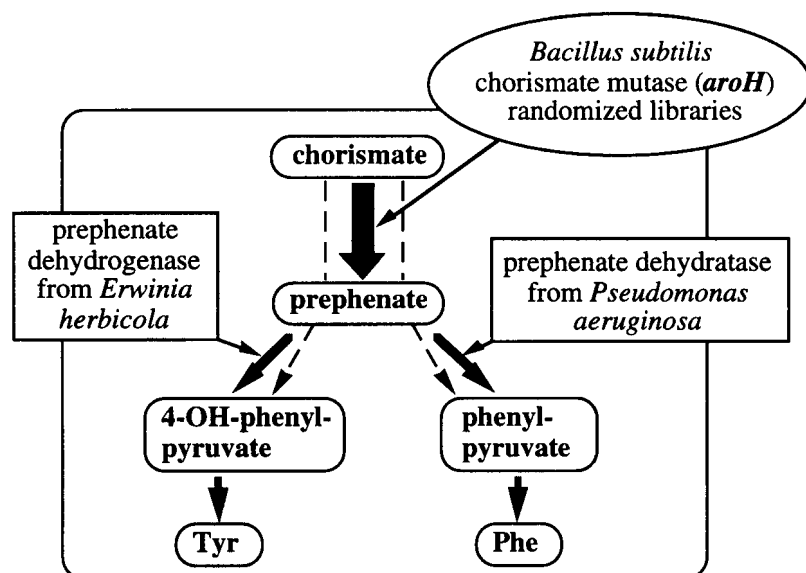 Bacillus subtilis
chorismate mutase (aroH)
randomized libraries
chorismate
prephenate
dehydrogenase
from Erwinia
herbicola
prephenate
prephenate dehydratase
from Pseudomonas
aeruginosa
4-OH-phenyl-
pyruvate
phenyl-
pyruvate
Tyr
Phe